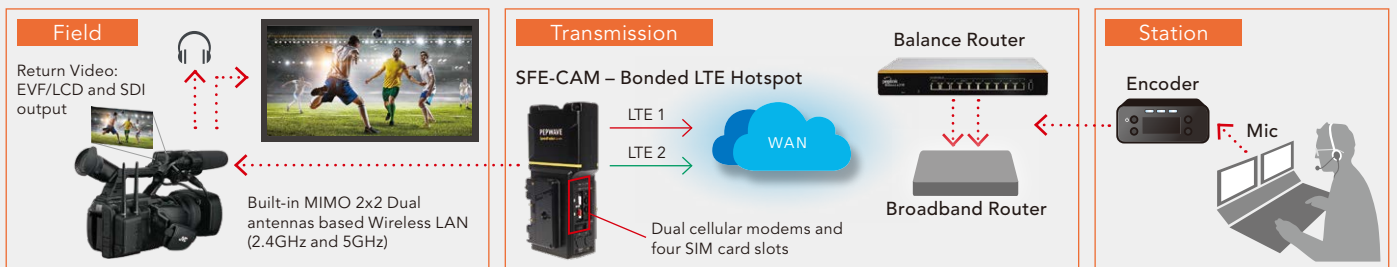 Field
Return Video:
EVF/LCD and SDI
output
Built-in MIMO 2x2 Dual
antennas based Wireless LAN
(2.4GHz and 5GHz)
Transmission
SFE-CAM – Bonded LTE Hotspot
PEPWAVE
LTE 1
LTE 2
WAN
Dual cellular modems and
four SIM card slots
Balance Router
Broadband Router
Station
Encoder
Mic